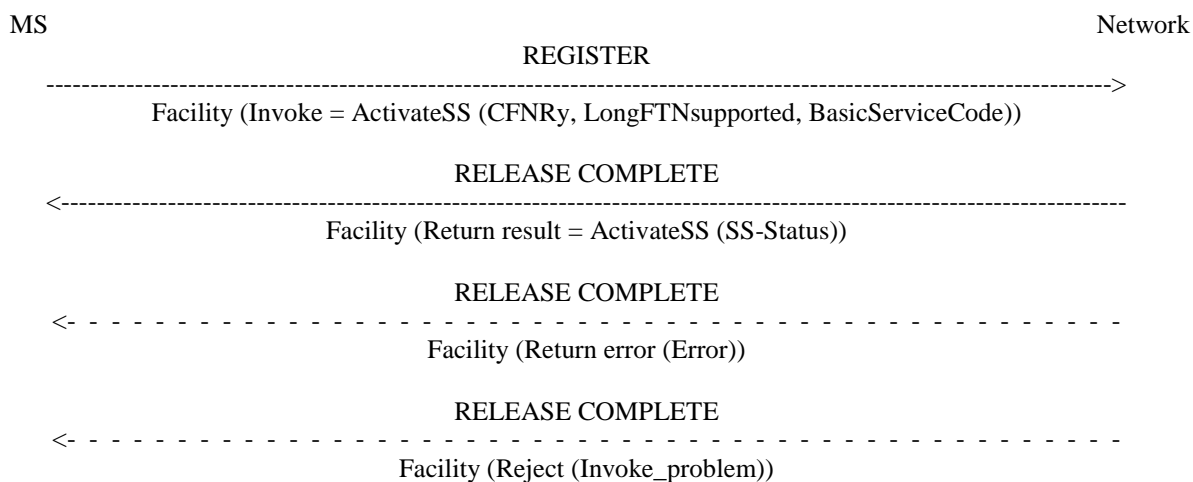 MS Network
REGISTER
------------------------------------------------------------------------------------------------------------------------>
Facility (Invoke = ActivateSS (CFNRy, LongFTNsupported, BasicServiceCode))
RELEASE COMPLETE
<------------------------------------------------------------------------------------------------------------------------
Facility (Return result = ActivateSS (SS-Status))
RELEASE COMPLETE
<- - - - - - - - - - - - - - - - - - - - - - - - - - - - - - - - - - - - - - - - - - - - - - - -
Facility (Return error (Error))
RELEASE COMPLETE
<- - - - - - - - - - - - - - - - - - - - - - - - - - - - - - - - - - - - - - - - - - - - - - - -
Facility (Reject (Invoke_problem))